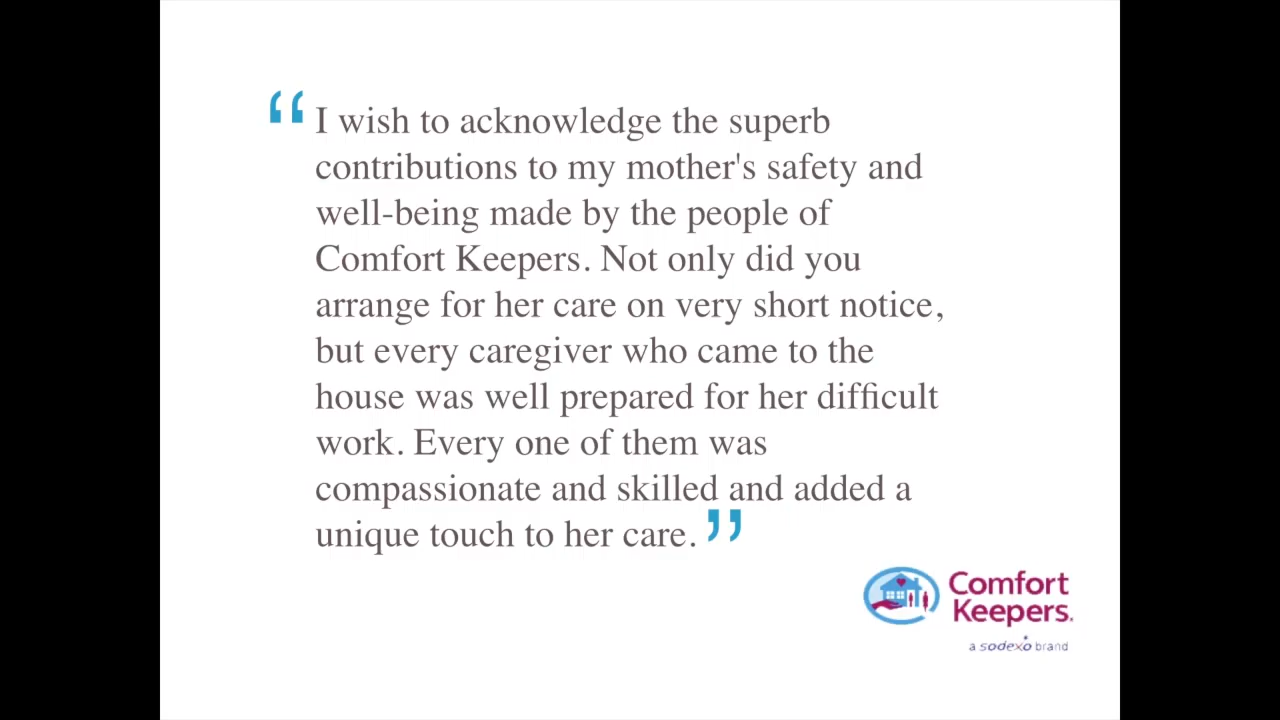 “I wish to acknowledge the superb
contributions to my mother's safety and
well-being made by the people of
Comfort Keepers. Not only did you
arrange for her care on very short notice,
but every caregiver who came to the
house was well prepared for her difficult
work. Every one of them was
compassionate and skilled and added a
unique touch to her care.”
Comfort
Keepers.
a sodexo brand